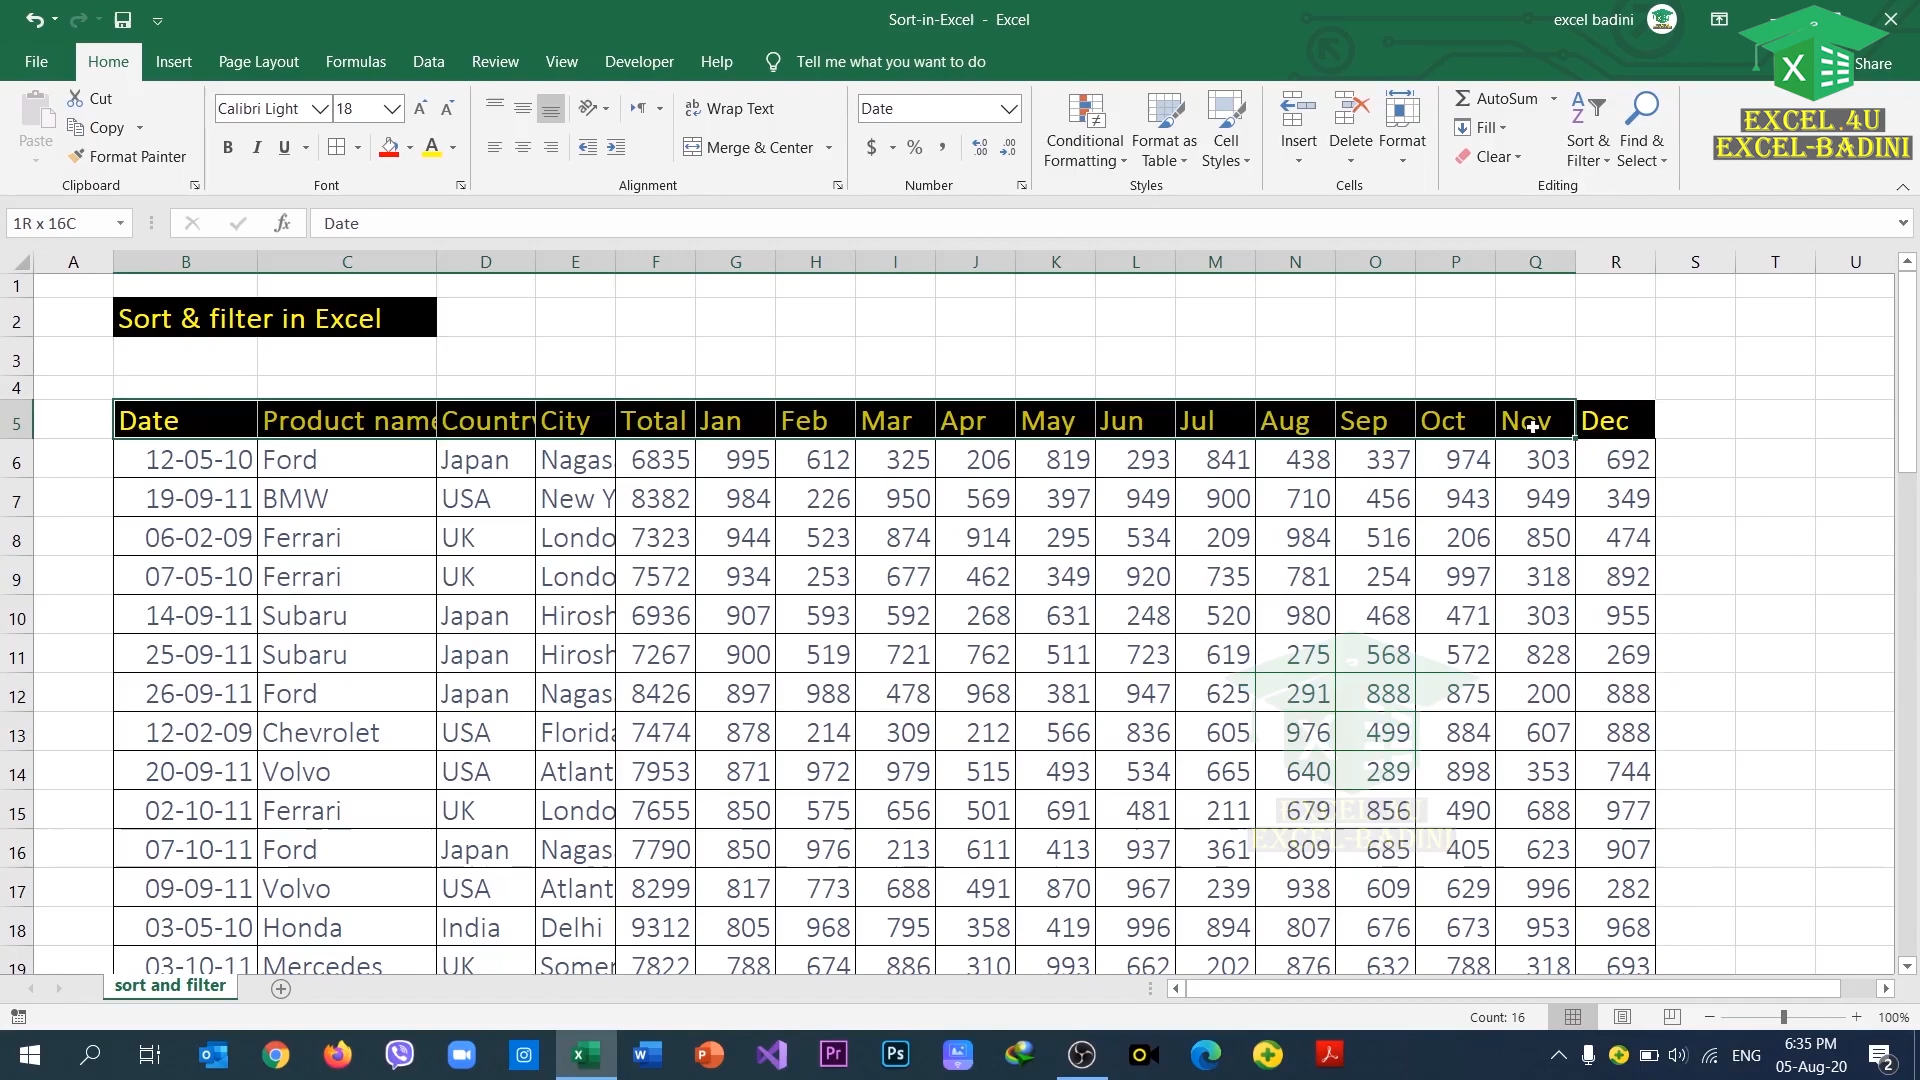 Sort-in-Excel - Excel
excel badini
File Home Insert Page Layout Formulas Data Review View Developer Help Tell me what you want to do Share
Cut
Copy
Format Painter
Paste
Clipboard
Calibri Light 18
B I U
Font
Wrap Text
Merge & Center
Alignment
Date
$ % ,
Number
Conditional Formatting
Format as Table
Cell Styles
Styles
Insert Delete Format
Cells
AutoSum
Fill
Clear
Sort & Filter
Find & Select
Editing
EXCEL.4U
EXCEL-BADINI
1R x 16C fx Date
A B C D E F G H I J K L M N O P Q R S T U
1
2 Sort & filter in Excel
3
4
5 Date Product name Country City Total Jan Feb Mar Apr May Jun Jul Aug Sep Oct Nov Dec
6 12-05-10 Ford Japan Nagas 6835 995 612 325 206 819 293 841 438 337 974 303 692
7 19-09-11 BMW USA New Y 8382 984 226 950 569 397 949 900 710 456 943 949 349
8 06-02-09 Ferrari UK Londo 7323 944 523 874 914 295 534 209 984 516 206 850 474
9 07-05-10 Ferrari UK Londo 7572 934 253 677 462 349 920 735 781 254 997 318 892
10 14-09-11 Subaru Japan Hirosh 6936 907 593 592 268 631 248 520 980 468 471 303 955
11 25-09-11 Subaru Japan Hirosh 7267 900 519 721 762 511 723 619 275 568 572 828 269
12 26-09-11 Ford Japan Nagas 8426 897 988 478 968 381 947 625 291 888 875 200 888
13 12-02-09 Chevrolet USA Florida 7474 878 214 309 212 566 836 605 976 499 884 607 888
14 20-09-11 Volvo USA Atlant 7953 871 972 979 515 493 534 665 640 289 898 353 744
15 02-10-11 Ferrari UK Londo 7655 850 575 656 501 691 481 211 679 856 490 688 977
16 07-10-11 Ford Japan Nagas 7790 850 976 213 611 413 937 361 809 685 405 623 907
17 09-09-11 Volvo USA Atlant 8299 817 773 688 491 870 967 239 938 609 629 996 282
18 03-05-10 Honda India Delhi 9312 805 968 795 358 419 996 894 807 676 673 953 968
19 03-10-11 Mercedes UK Somer 7822 788 674 886 310 993 662 202 876 632 788 318 693
EXCEL.4U
EXCEL-BADINI
sort and filter
Count: 16 100%
ENG 6:35 PM
05-Aug-20 2